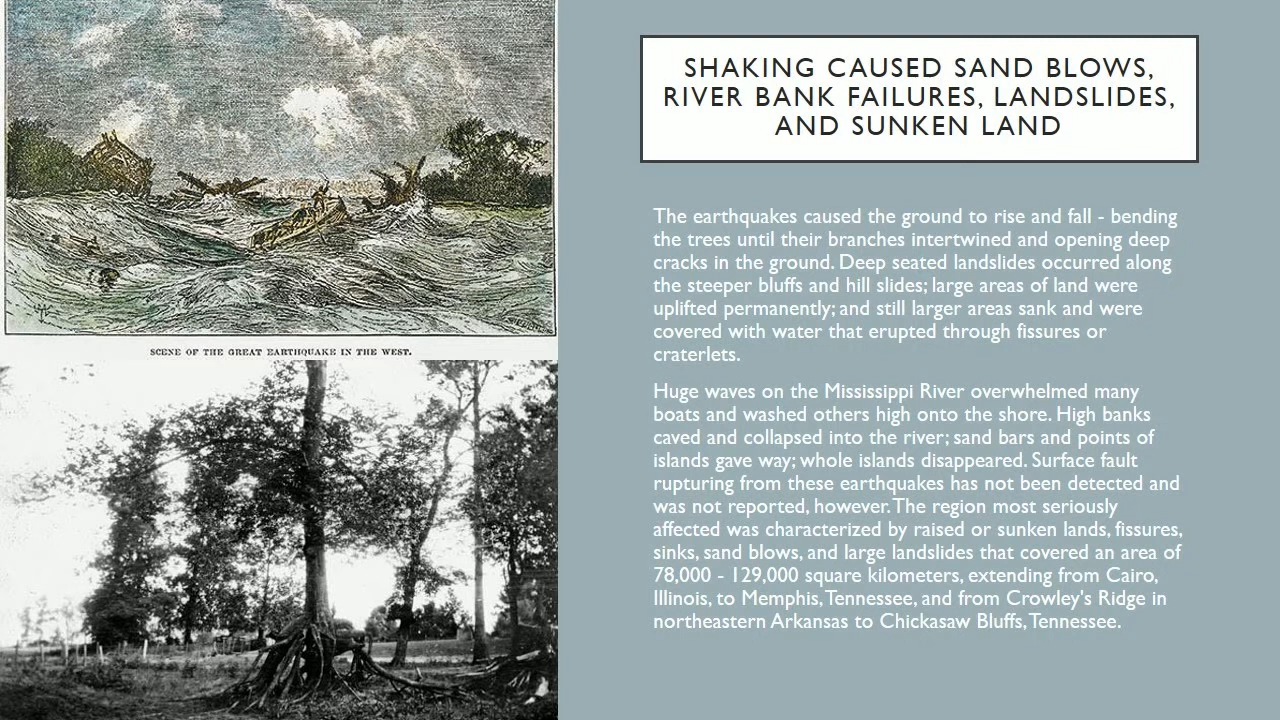 SHAKING CAUSED SAND BLOWS,
RIVER BANK FAILURES, LANDSLIDES,
AND SUNKEN LAND
The earthquakes caused the ground to rise and fall - bending
the trees until their branches intertwined and opening deep
cracks in the ground. Deep seated landslides occurred along
the steeper bluffs and hill slides; large areas of land were
uplifted permanently; and still larger areas sank and were
covered with water that erupted through fissures or
craterlets.
Huge waves on the Mississippi River overwhelmed many
boats and washed others high onto the shore. High banks
caved and collapsed into the river; sand bars and points of
islands gave way; whole islands disappeared. Surface fault
rupturing from these earthquakes has not been detected and
was not reported, however. The region most seriously
affected was characterized by raised or sunken lands, fissures,
sinks, sand blows, and large landslides that covered an area of
78,000 - 129,000 square kilometers, extending from Cairo,
Illinois, to Memphis, Tennessee, and from Crowley's Ridge in
northeastern Arkansas to Chickasaw Bluffs, Tennessee.
SCENE OF THE GREAT EARTHQUAKE IN THE WEST.